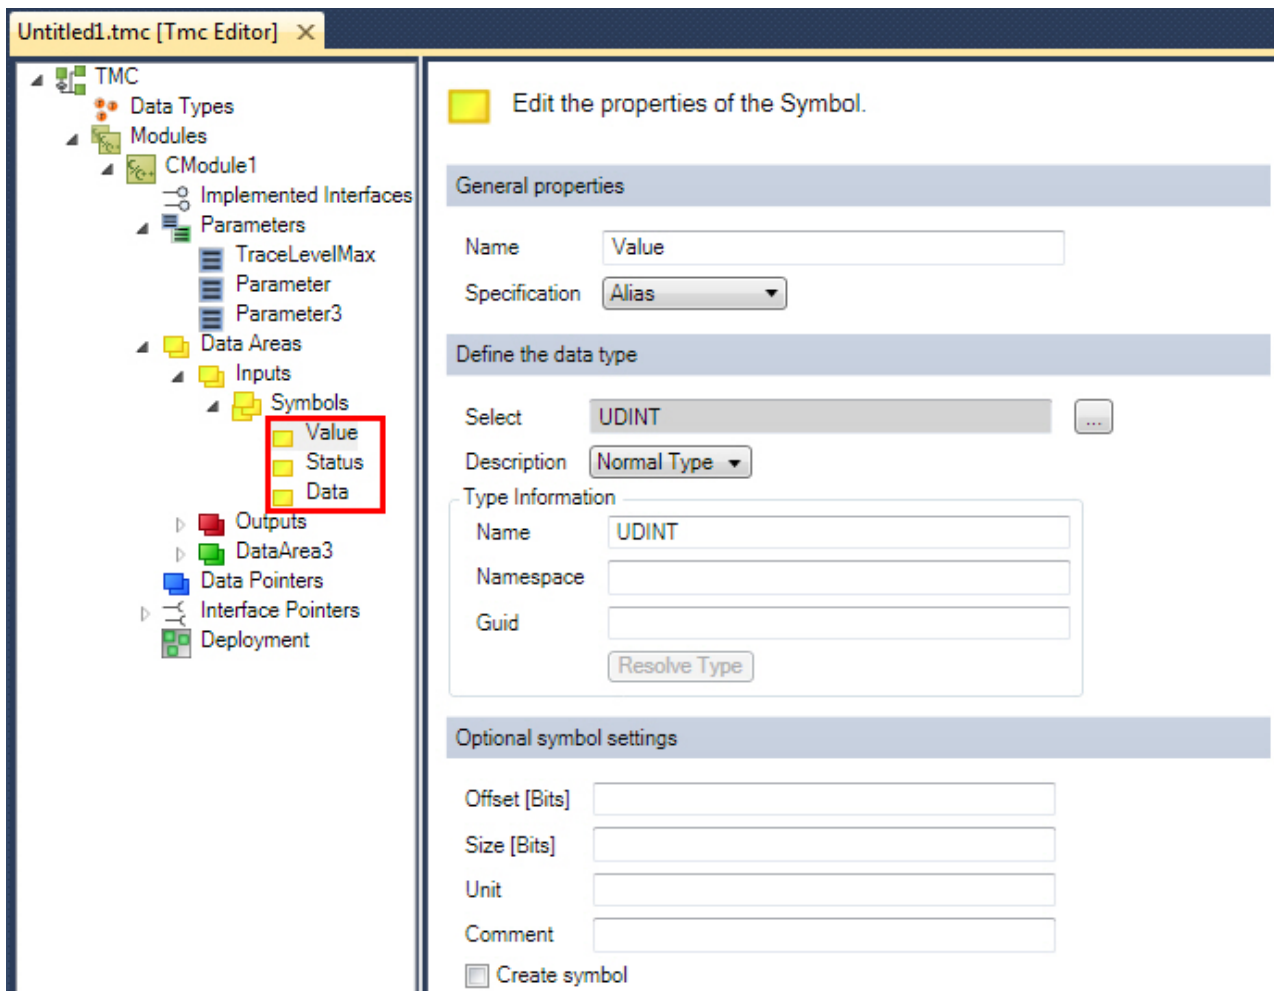 Untitled1.tmc [Tmc Editor]
TMC
Data Types
Modules
CModule1
Implemented Interfaces
Parameters
TraceLevelMax
Parameter
Parameter3
Data Areas
Inputs
Symbols
Value
Status
Data
Outputs
DataArea3
Data Pointers
Interface Pointers
Deployment
Edit the properties of the Symbol.
General properties
Name Value
Specification Alias
Define the data type
Select UDINT ...
Description Normal Type
Type Information
Name UDINT
Namespace
Guid
Resolve Type
Optional symbol settings
Offset [Bits]
Size [Bits]
Unit
Comment
Create symbol